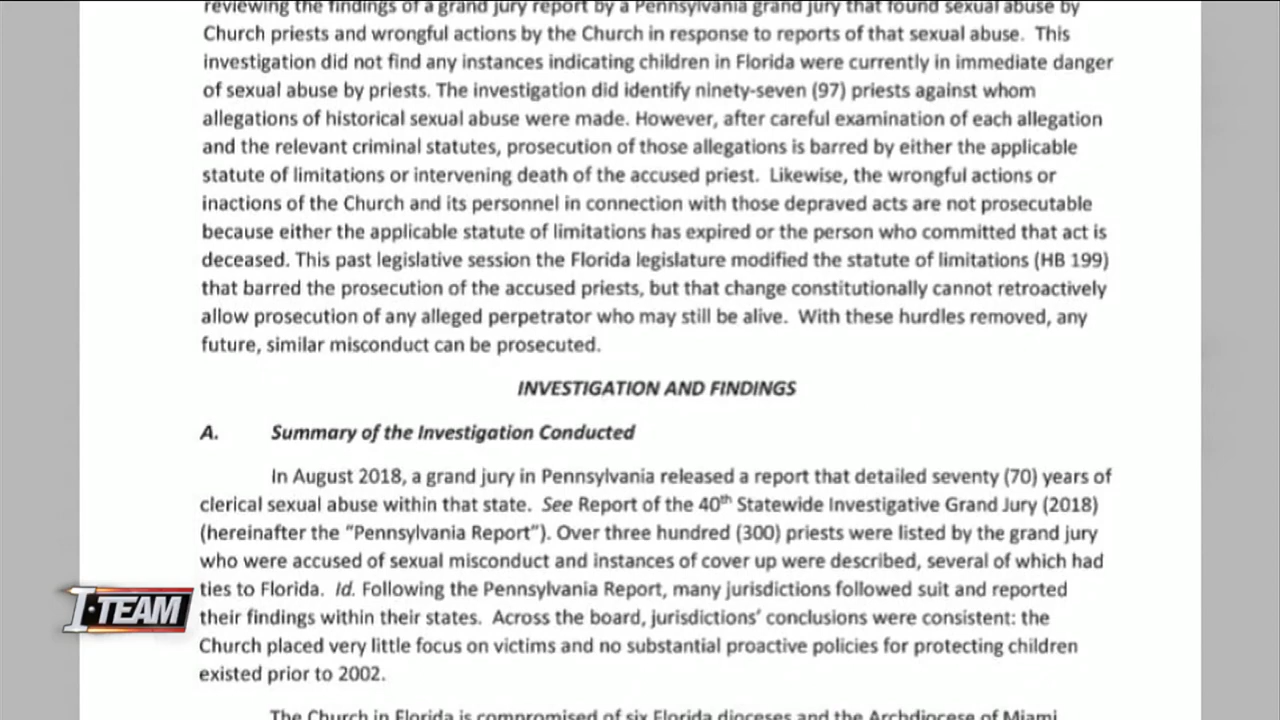 reviewing the findings of a grand jury report by a Pennsylvania grand jury that found sexual abuse by
Church priests and wrongful actions by the Church in response to reports of that sexual abuse. This
investigation did not find any instances indicating children in Florida were currently in immediate danger
of sexual abuse by priests. The investigation did identify ninety-seven (97) priests against whom
allegations of historical sexual abuse were made. However, after careful examination of each allegation
and the relevant criminal statutes, prosecution of those allegations is barred by either the applicable
statute of limitations or intervening death of the accused priest. Likewise, the wrongful actions or
inactions of the Church and its personnel in connection with those depraved acts are not prosecutable
because either the applicable statute of limitations has expired or the person who committed that act is
deceased. This past legislative session the Florida legislature modified the statute of limitations (HB 199)
that barred the prosecution of the accused priests, but that change constitutionally cannot retroactively
allow prosecution of any alleged perpetrator who may still be alive. With these hurdles removed, any
future, similar misconduct can be prosecuted.
INVESTIGATION AND FINDINGS
A. Summary of the Investigation Conducted
In August 2018, a grand jury in Pennsylvania released a report that detailed seventy (70) years of
clerical sexual abuse within that state. See Report of the 40th Statewide Investigative Grand Jury (2018)
(hereinafter the "Pennsylvania Report"). Over three hundred (300) priests were listed by the grand jury
who were accused of sexual misconduct and instances of cover up were described, several of which had
ties to Florida. Id. Following the Pennsylvania Report, many jurisdictions followed suit and reported
their findings within their states. Across the board, jurisdictions' conclusions were consistent: the
Church placed very little focus on victims and no substantial proactive policies for protecting children
existed prior to 2002.
The Church in Florida is compromised of six Florida dioceses and the Archdiocese of Miami
I·TEAM